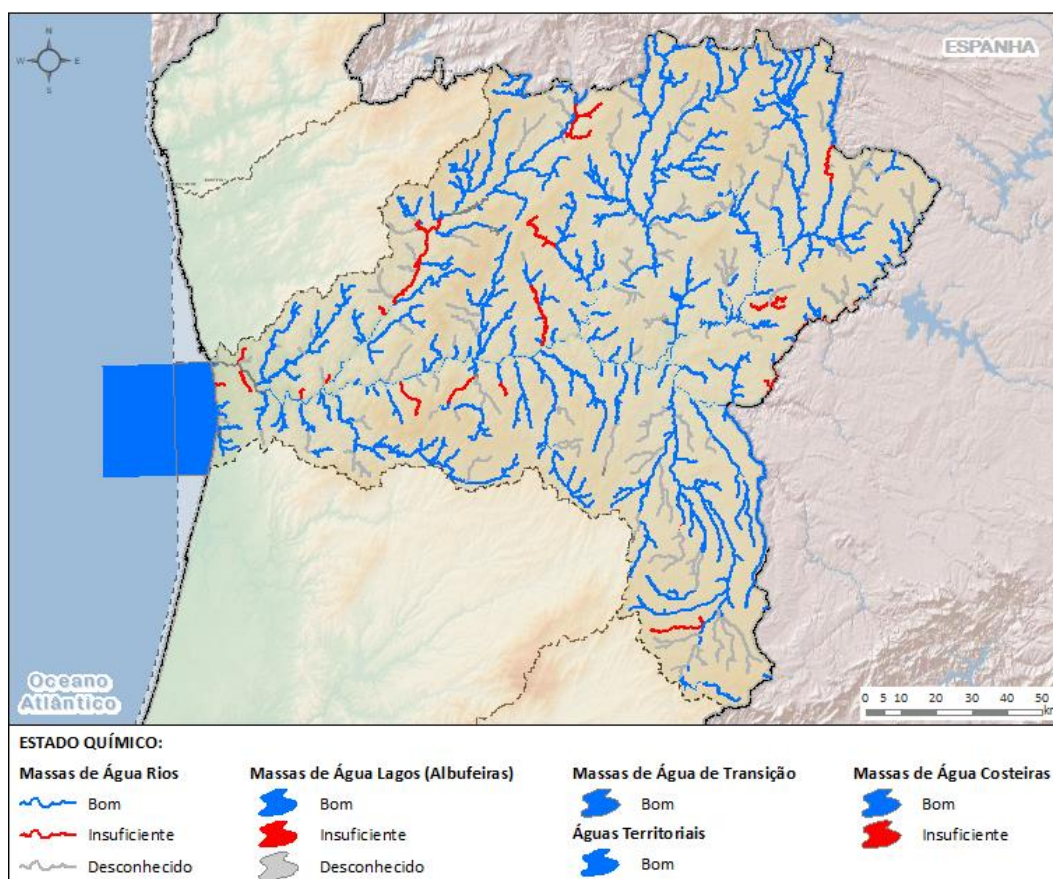 N
W
E
S
ESPANHA
Oceano
Atlântico
0 5 10 20 30 40 50
km
ESTADO QUÍMICO:
Massas de Água Rios
Bom
Insuficiente
Desconhecido
Massas de Água Lagos (Albufeiras)
Bom
Insuficiente
Desconhecido
Massas de Água de Transição
Bom
Águas Territoriais
Bom
Massas de Água Costeiras
Bom
Insuficiente